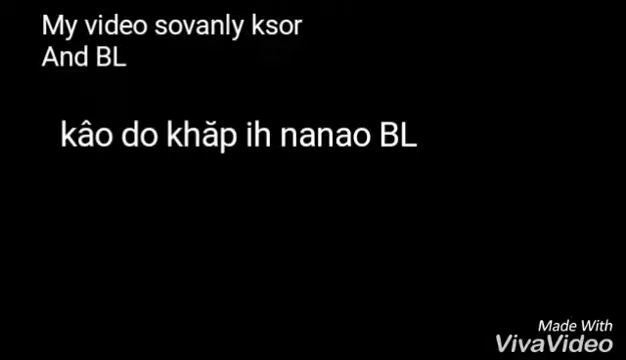 My video sovanly ksor
And BL
kâo do khăp ih nanao BL
Made With
VivaVideo